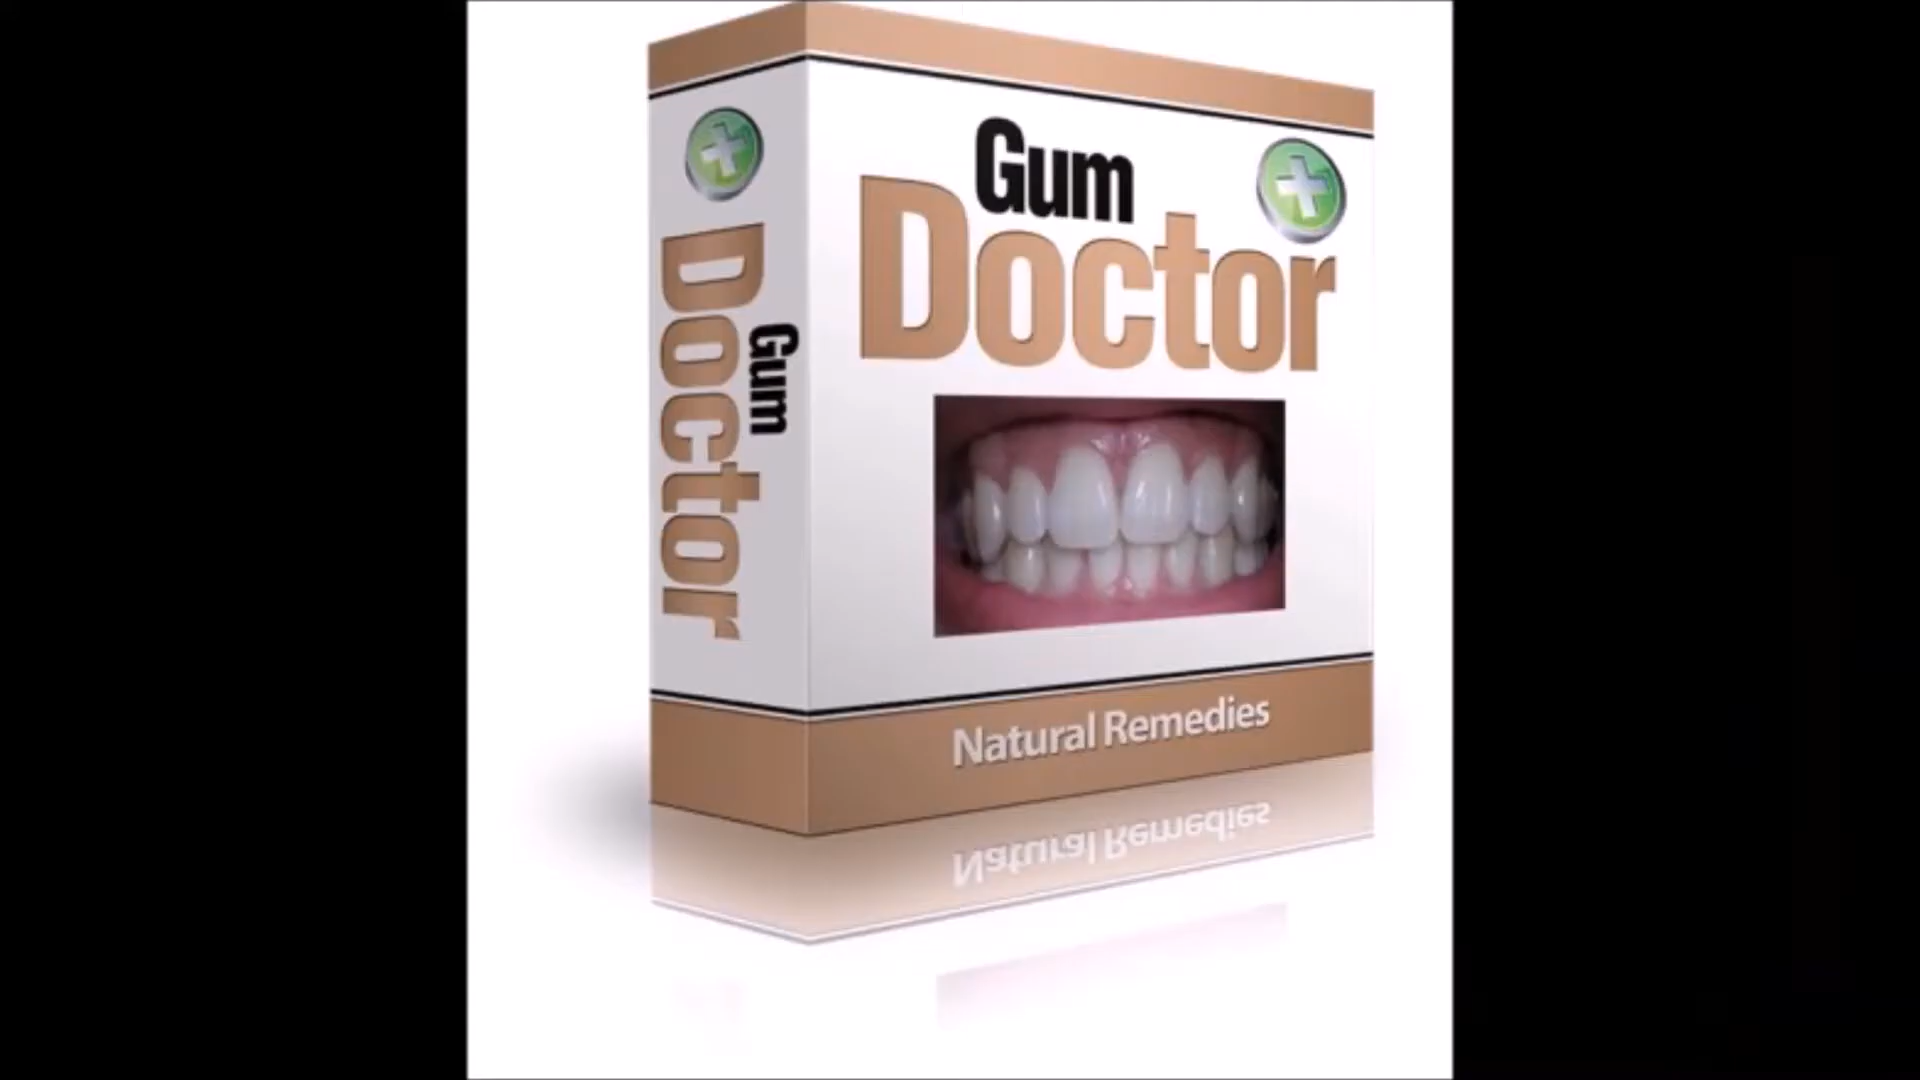 Gum
Doctor
Gum
Doctor
Natural Remedies
Natural Remedies